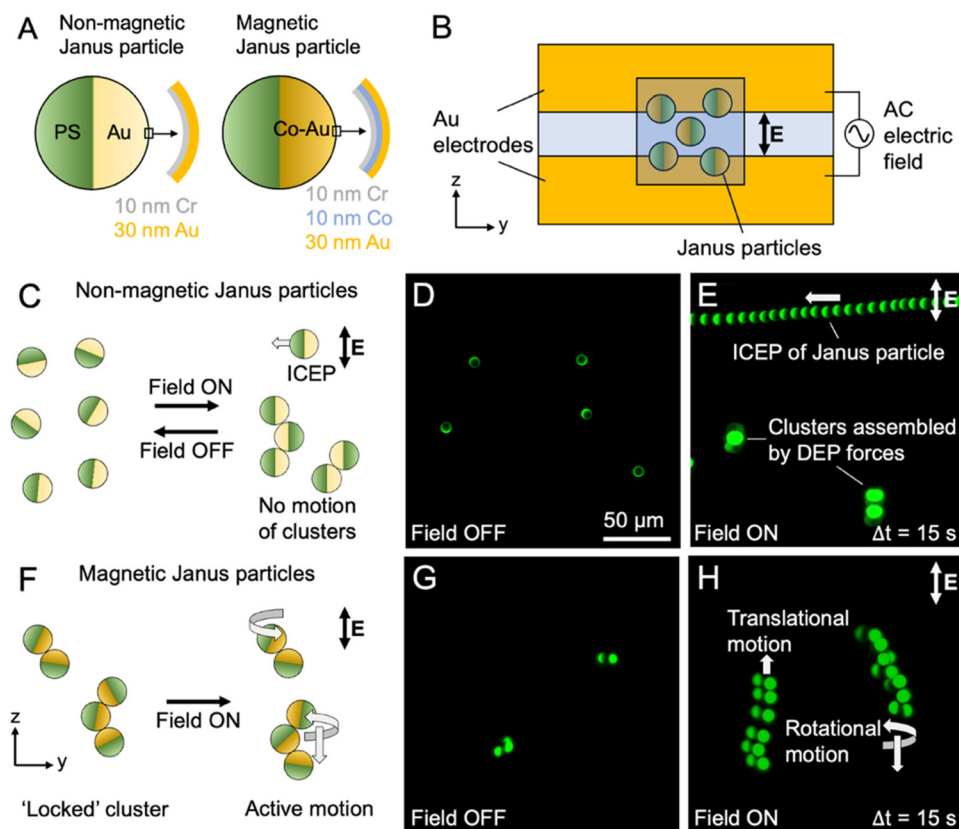 A
Non-magnetic
Janus particle
Magnetic
Janus particle
PS
Au
Co-Au
10 nm Cr
30 nm Au
10 nm Cr
10 nm Co
30 nm Au
B
Au
electrodes
E
AC
electric
field
z
y
Janus particles
C
Non-magnetic Janus particles
Field ON
Field OFF
E
ICEP
No motion
of clusters
D
Field OFF
50 µm
E
E
ICEP of Janus particle
Clusters assembled
by DEP forces
Field ON
Δt = 15 s
F
Magnetic Janus particles
E
Field ON
z
y
'Locked' cluster
Active motion
G
Field OFF
H
E
Translational
motion
Rotational
motion
Field ON
Δt = 15 s